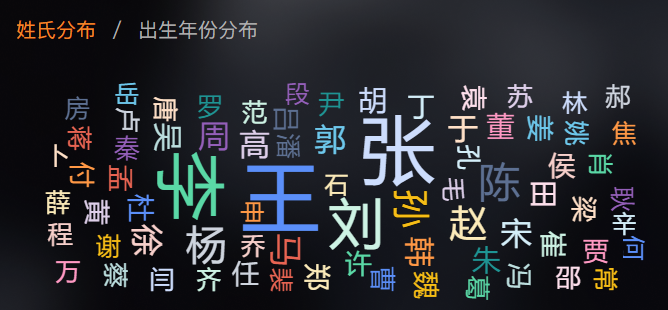 姓氏分布 / 出生年份分布
房
田
卢
唐
吴
罗
周
范
高
段
吕
潘
尹
郭
胡
丁
张
袁
苏
林
郝
于
董
姜
姚
焦
卜
蒋
付
秦
孟
李
王
石
孔
毛
陈
侯
肖
田
梁
耿
辛
薛
黄
杜
申
刘
孙
赵
宋
崔
贾
何
程
谢
徐
杨
乔
马
许
韩
朱
万
蔡
闫
齐
任
裴
郑
曹
魏
葛
冯
邵
常